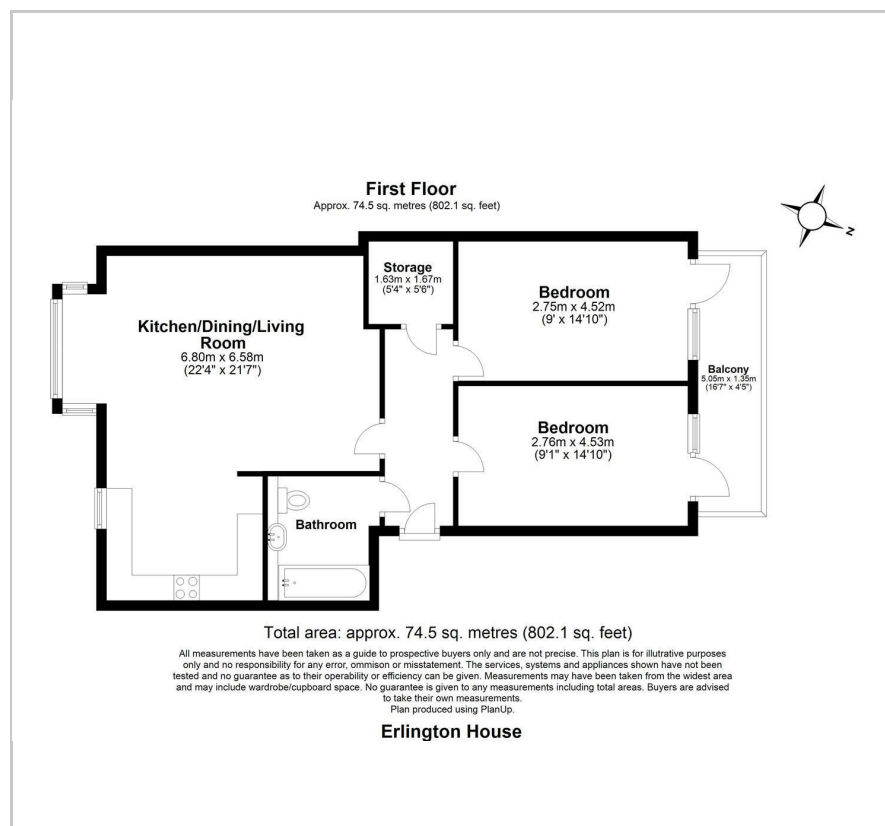 First Floor
Approx. 74.5 sq. metres (802.1 sq. feet)
N
Storage
1.63m x 1.67m
(5'4" x 5'6")
Bedroom
2.75m x 4.52m
(9' x 14'10")
Kitchen/Dining/Living
Room
6.80m x 6.58m
(22'4" x 21'7")
Balcony
5.05m x 1.35m
(16'7" x 4'5")
Bedroom
2.76m x 4.53m
(9'1" x 14'10")
Bathroom
Total area: approx. 74.5 sq. metres (802.1 sq. feet)
All measurements have been taken as a guide to prospective buyers only and are not precise. This plan is for illutrative purposes
only and no responsibility for any error, ommison or misstatement. The services, systems and appliances shown have not been
tested and no guarantee as to their operability or efficiency can be given. Measurements may have been taken from the widest area
and may include wardrobe/cupboard space. No guarantee is given to any measurements including total areas. Buyers are advised
to take their own measurements.
Plan produced using PlanUp.
Erlington House